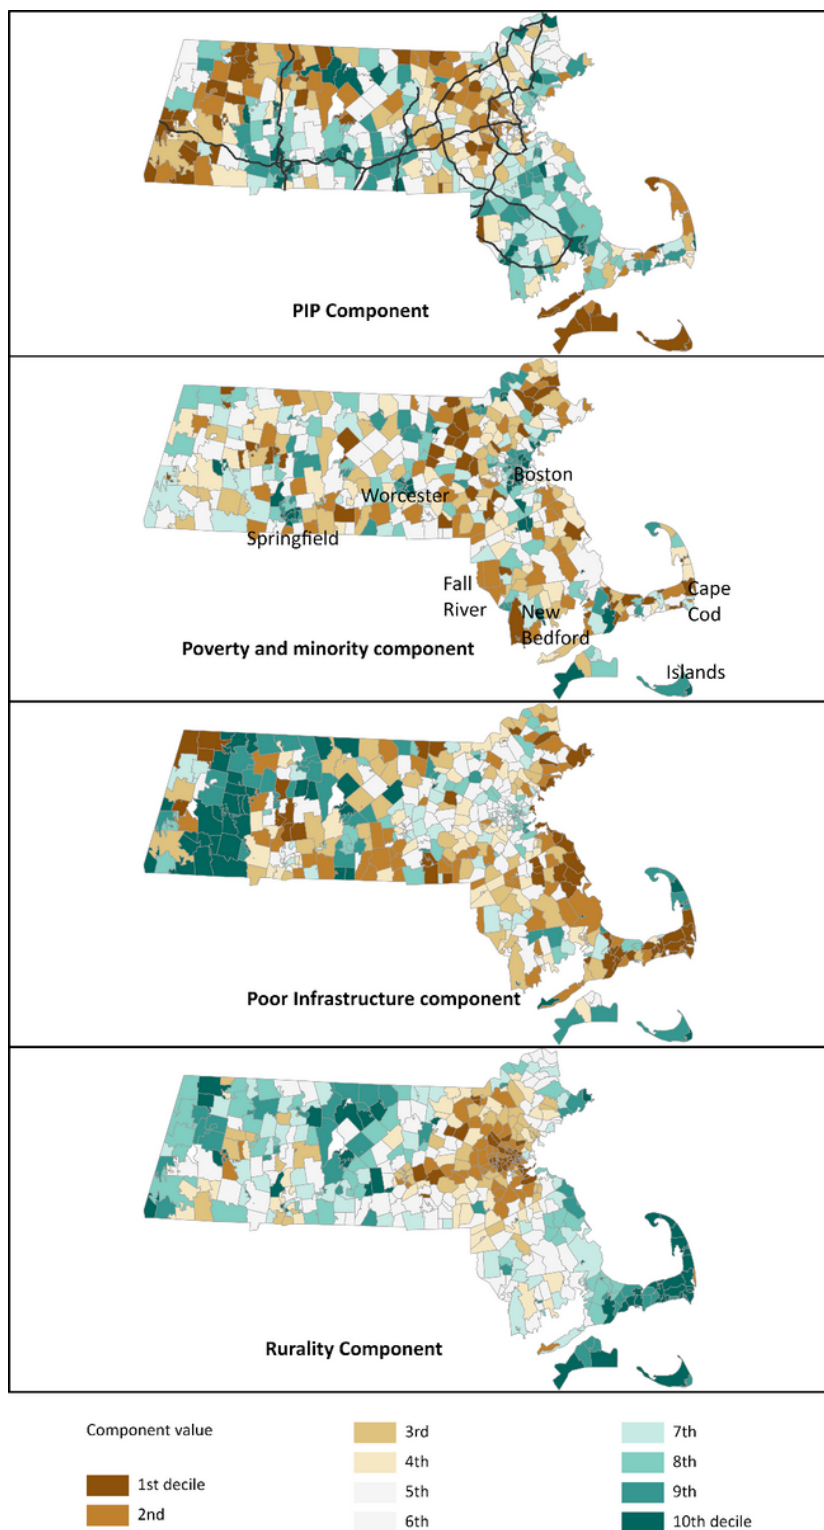 PIP Component
Boston
Worcester
Springfield
Fall
River
New
Bedford
Cape
Cod
Islands
Poverty and minority component
Poor Infrastructure component
Rurality Component
Component value
1st decile
2nd
3rd
4th
5th
6th
7th
8th
9th
10th decile